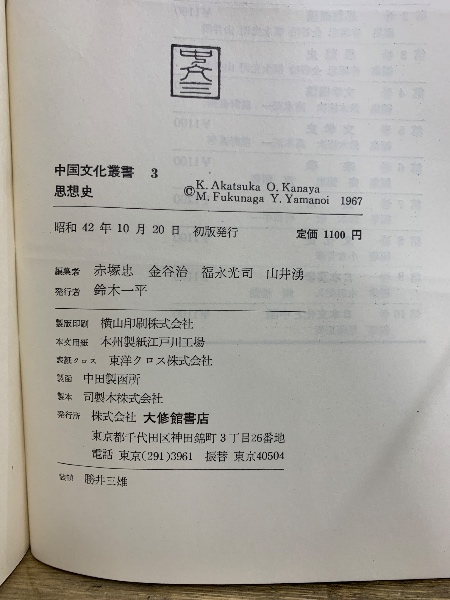 中国文化叢書 3
思想史
©K. Akatsuka O. Kanaya
M. Fukunaga Y. Yamanoi 1967
昭和 42 年 10 月 20 日 初版発行 定価 1100 円
編集者 赤塚忠 金谷治 福永光司 山井湧
発行者 鈴木一平
製版印刷 横山印刷株式会社
本文用紙 本州製紙江戸川工場
表紙クロス 東洋クロス株式会社
製函 中田製函所
製本 司製本株式会社
発行所 株式会社 大修館書店
東京都千代田区神田錦町3丁目26番地
電話 東京(291)3961 振替 東京40504
装幀 勝井三雄